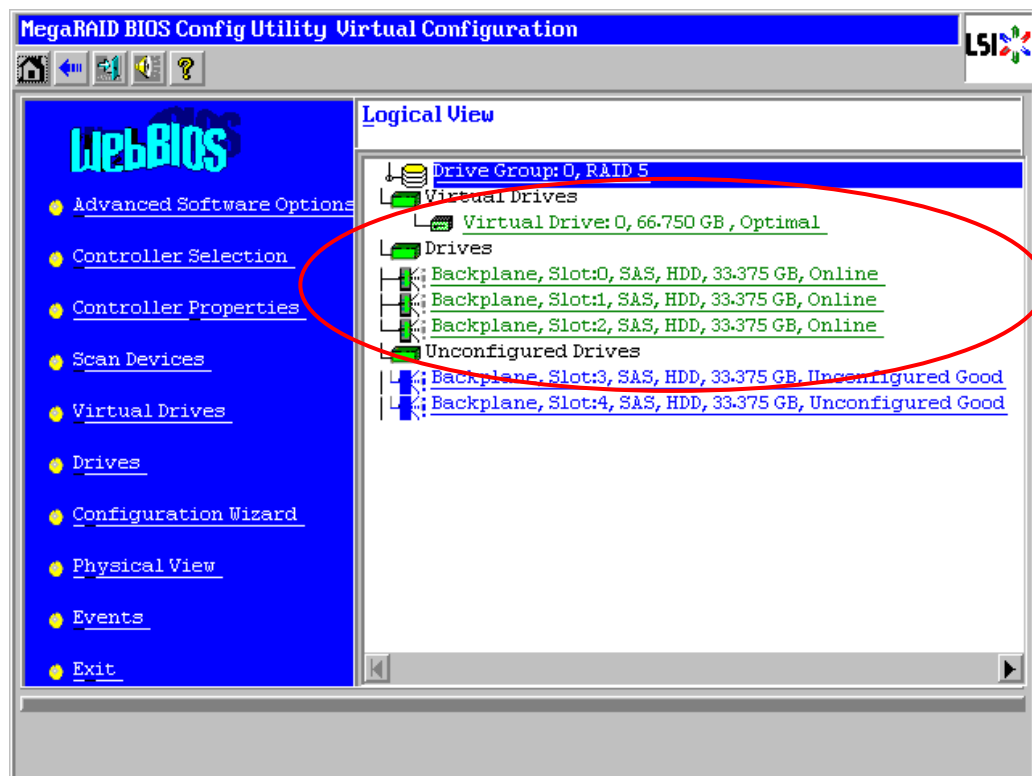 MegaRAID BIOS Config Utility Virtual Configuration
LSI
WebBIOS
Advanced Software Options
Controller Selection
Controller Properties
Scan Devices
Virtual Drives
Drives
Configuration Wizard
Physical View
Events
Exit
Logical View
Drive Group: 0, RAID 5
Virtual Drives
Virtual Drive: 0, 66.750 GB , Optimal
Drives
Backplane, Slot:0, SAS, HDD, 33.375 GB, Online
Backplane, Slot:1, SAS, HDD, 33.375 GB, Online
Backplane, Slot:2, SAS, HDD, 33.375 GB, Online
Unconfigured Drives
Backplane, Slot:3, SAS, HDD, 33.375 GB, Unconfigured Good
Backplane, Slot:4, SAS, HDD, 33.375 GB, Unconfigured Good